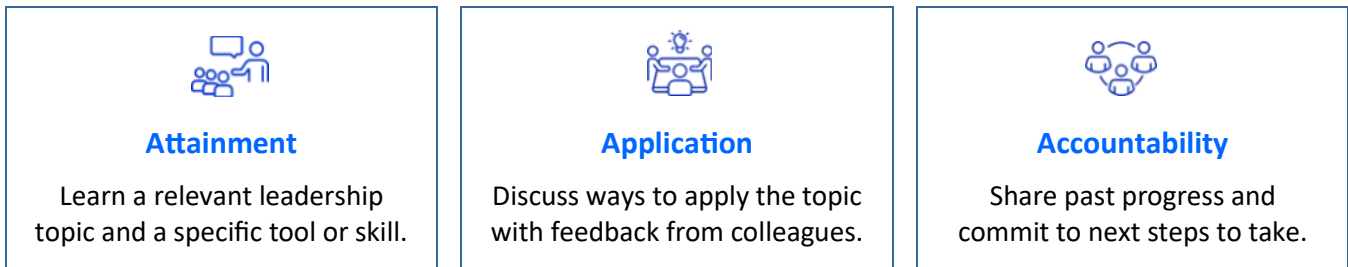 Attainment
Learn a relevant leadership
topic and a specific tool or skill.
Application
Discuss ways to apply the topic
with feedback from colleagues.
Accountability
Share past progress and
commit to next steps to take.